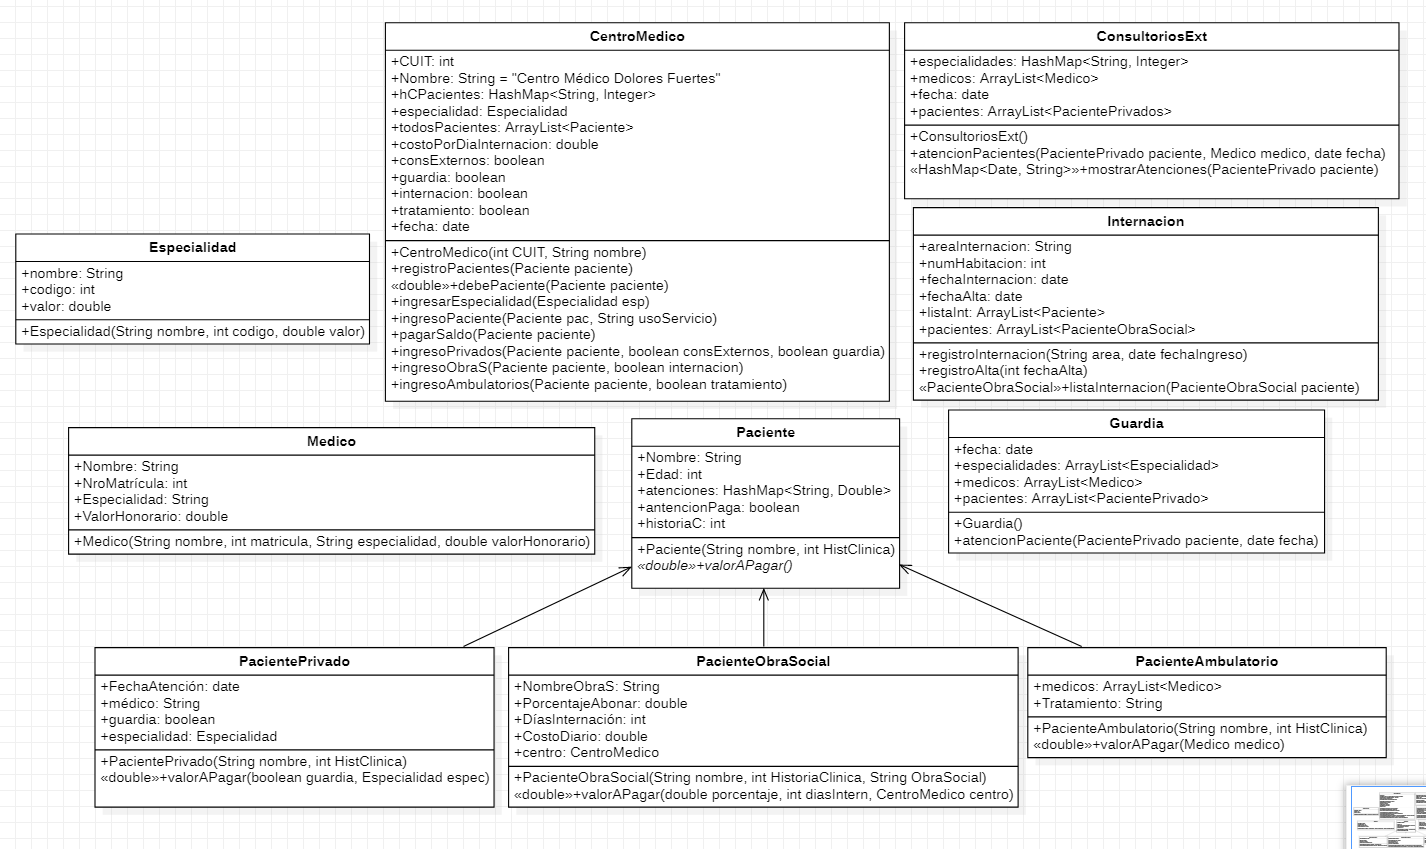 CentroMedico
+CUIT: int
+Nombre: String = "Centro Médico Dolores Fuertes"
+hCPacientes: HashMap<String, Integer>
+especialidad: Especialidad
+todosPacientes: ArrayList<Paciente>
+costoPorDiaInternacion: double
+consExternos: boolean
+guardia: boolean
+internacion: boolean
+tratamiento: boolean
+fecha: date
+CentroMedico(int CUIT, String nombre)
+registroPacientes(Paciente paciente)
«double»+debePaciente(Paciente paciente)
+ingresarEspecialidad(Especialidad esp)
+ingresoPaciente(Paciente pac, String usoServicio)
+pagarSaldo(Paciente paciente)
+ingresoPrivados(Paciente paciente, boolean consExternos, boolean guardia)
+ingresoObraS(Paciente paciente, boolean internacion)
+ingresoAmbulatorios(Paciente paciente, boolean tratamiento)
ConsultoriosExt
+especialidades: HashMap<String, Integer>
+medicos: ArrayList<Medico>
+fecha: date
+pacientes: ArrayList<PacientePrivados>
+ConsultoriosExt()
+atencionPacientes(PacientePrivado paciente, Medico medico, date fecha)
«HashMap<Date, String>»+mostrarAtenciones(PacientePrivado paciente)
Especialidad
+nombre: String
+codigo: int
+valor: double
+Especialidad(String nombre, int codigo, double valor)
Internacion
+areaInternacion: String
+numHabitacion: int
+fechaInternacion: date
+fechaAlta: date
+listaInt: ArrayList<Paciente>
+pacientes: ArrayList<PacienteObraSocial>
+registroInternacion(String area, date fechaIngreso)
+registroAlta(int fechaAlta)
«PacienteObraSocial»+listaInternacion(PacienteObraSocial paciente)
Medico
+Nombre: String
+NroMatrícula: int
+Especialidad: String
+ValorHonorario: double
+Medico(String nombre, int matricula, String especialidad, double valorHonorario)
Paciente
+Nombre: String
+Edad: int
+atenciones: HashMap<String, Double>
+antencionPaga: boolean
+historiaC: int
+Paciente(String nombre, int HistClinica)
«double»+valorAPagar()
Guardia
+fecha: date
+especialidades: ArrayList<Especialidad>
+medicos: ArrayList<Medico>
+pacientes: ArrayList<PacientePrivado>
+Guardia()
+atencionPaciente(PacientePrivado paciente, date fecha)
PacientePrivado
+FechaAtención: date
+médico: String
+guardia: boolean
+especialidad: Especialidad
+PacientePrivado(String nombre, int HistClinica)
«double»+valorAPagar(boolean guardia, Especialidad espec)
PacienteObraSocial
+NombreObraS: String
+PorcentajeAbonar: double
+DíasInternación: int
+CostoDiario: double
+centro: CentroMedico
+PacienteObraSocial(String nombre, int HistoriaClinica, String ObraSocial)
«double»+valorAPagar(double porcentaje, int diasIntern, CentroMedico centro)
PacienteAmbulatorio
+medicos: ArrayList<Medico>
+Tratamiento: String
+PacienteAmbulatorio(String nombre, int HistClinica)
«double»+valorAPagar(Medico medico)